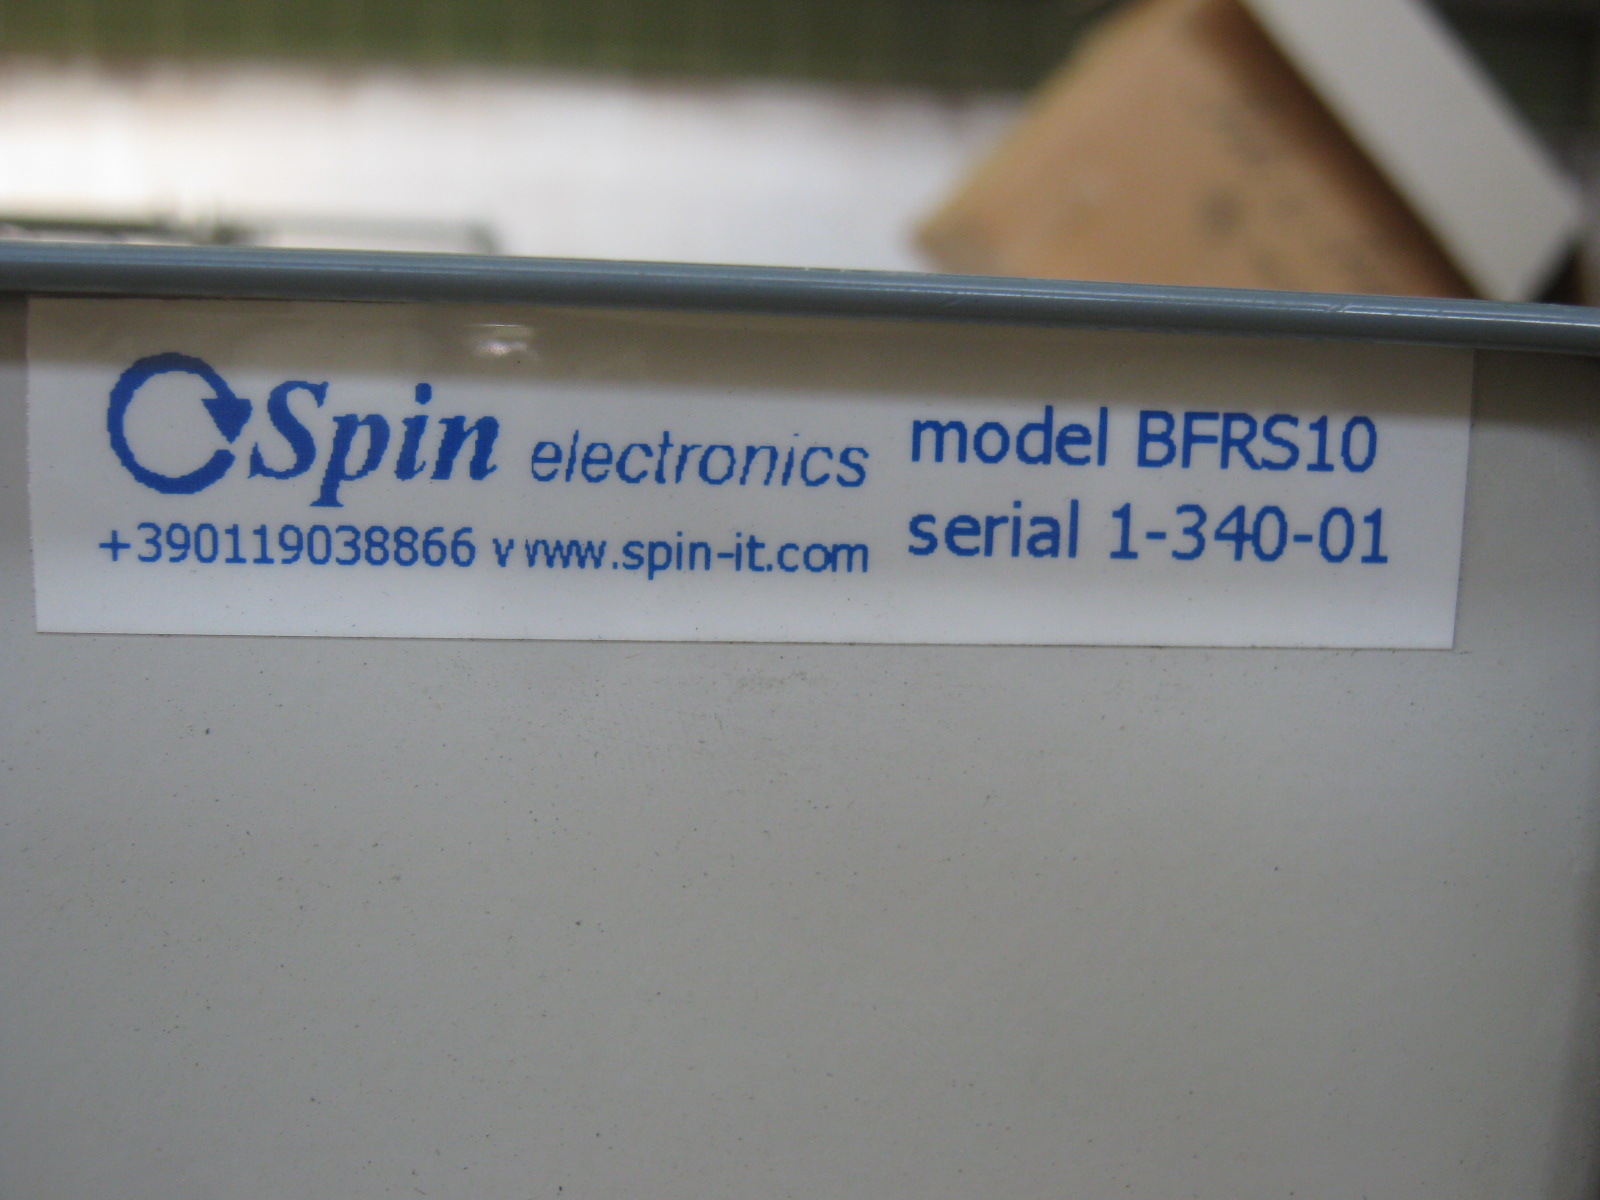 Spin electronics
+390119038866 www.spin-it.com
model BFRS10
serial 1-340-01